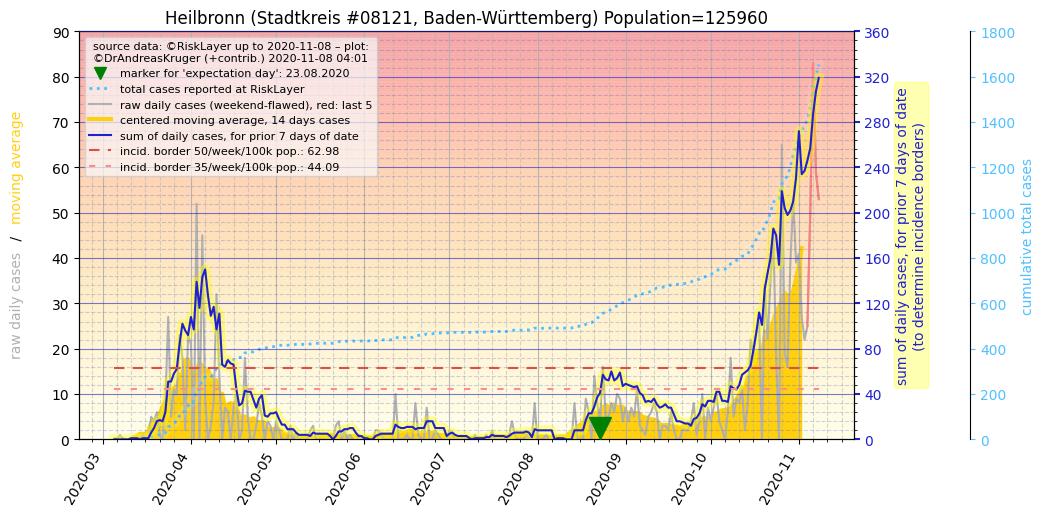 Heilbronn (Stadtkreis #08121, Baden-Württemberg) Population=125960
source data: ©RiskLayer up to 2020-11-08 – plot:
©DrAndreasKruger (+contrib.) 2020-11-08 04:01
marker for 'expectation day': 23.08.2020
total cases reported at RiskLayer
raw daily cases (weekend-flawed), red: last 5
centered moving average, 14 days cases
sum of daily cases, for prior 7 days of date
incid. border 50/week/100k pop.: 62.98
incid. border 35/week/100k pop.: 44.09
raw daily cases / moving average
90
80
70
60
50
40
30
20
10
0
2020-03
2020-04
2020-05
2020-06
2020-07
2020-08
2020-09
2020-10
2020-11
360
320
280
240
200
160
120
80
40
0
sum of daily cases, for prior 7 days of date
(to determine incidence borders)
1800
1600
1400
1200
1000
800
600
400
200
0
cumulative total cases